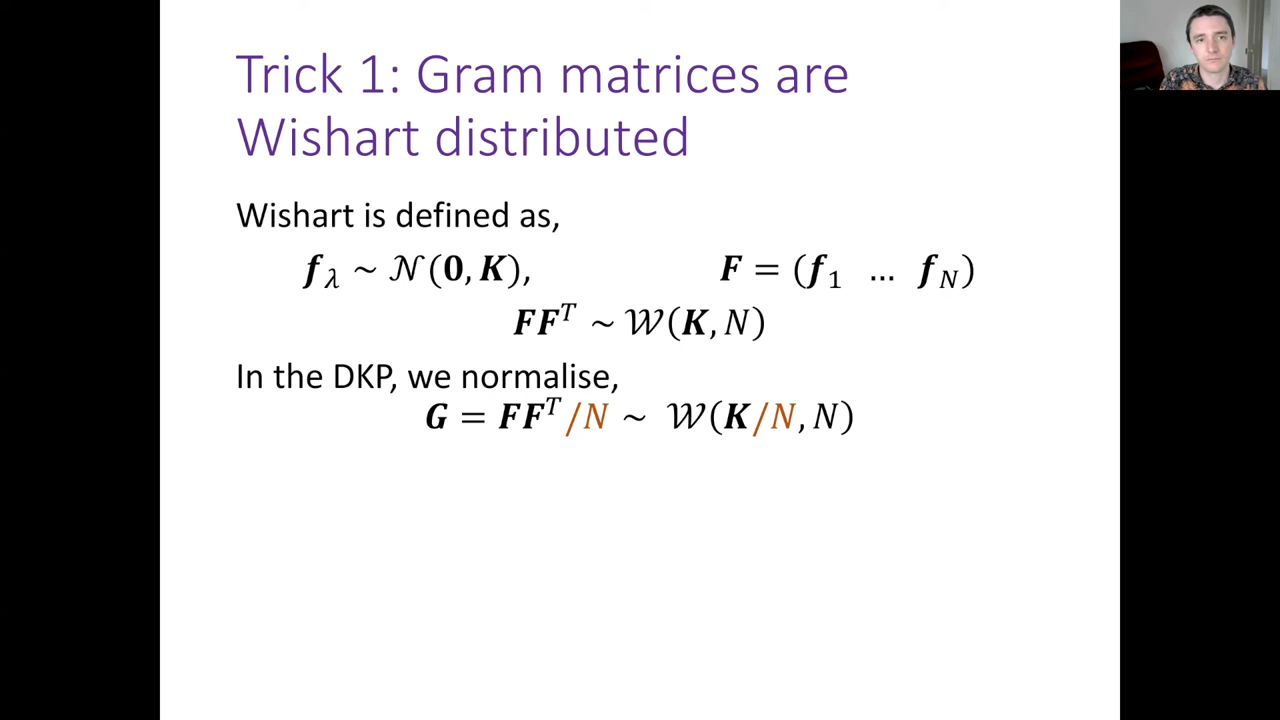 Trick 1: Gram matrices are
Wishart distributed
Wishart is defined as,
𝒇_λ ~ 𝒩(𝟎, 𝑲), 𝑭 = (𝒇_1 … 𝒇_N)
𝑭𝑭^T ~ 𝒲(𝑲, N)
In the DKP, we normalise,
𝑮 = 𝑭𝑭^T/N ~ 𝒲(𝑲/N, N)